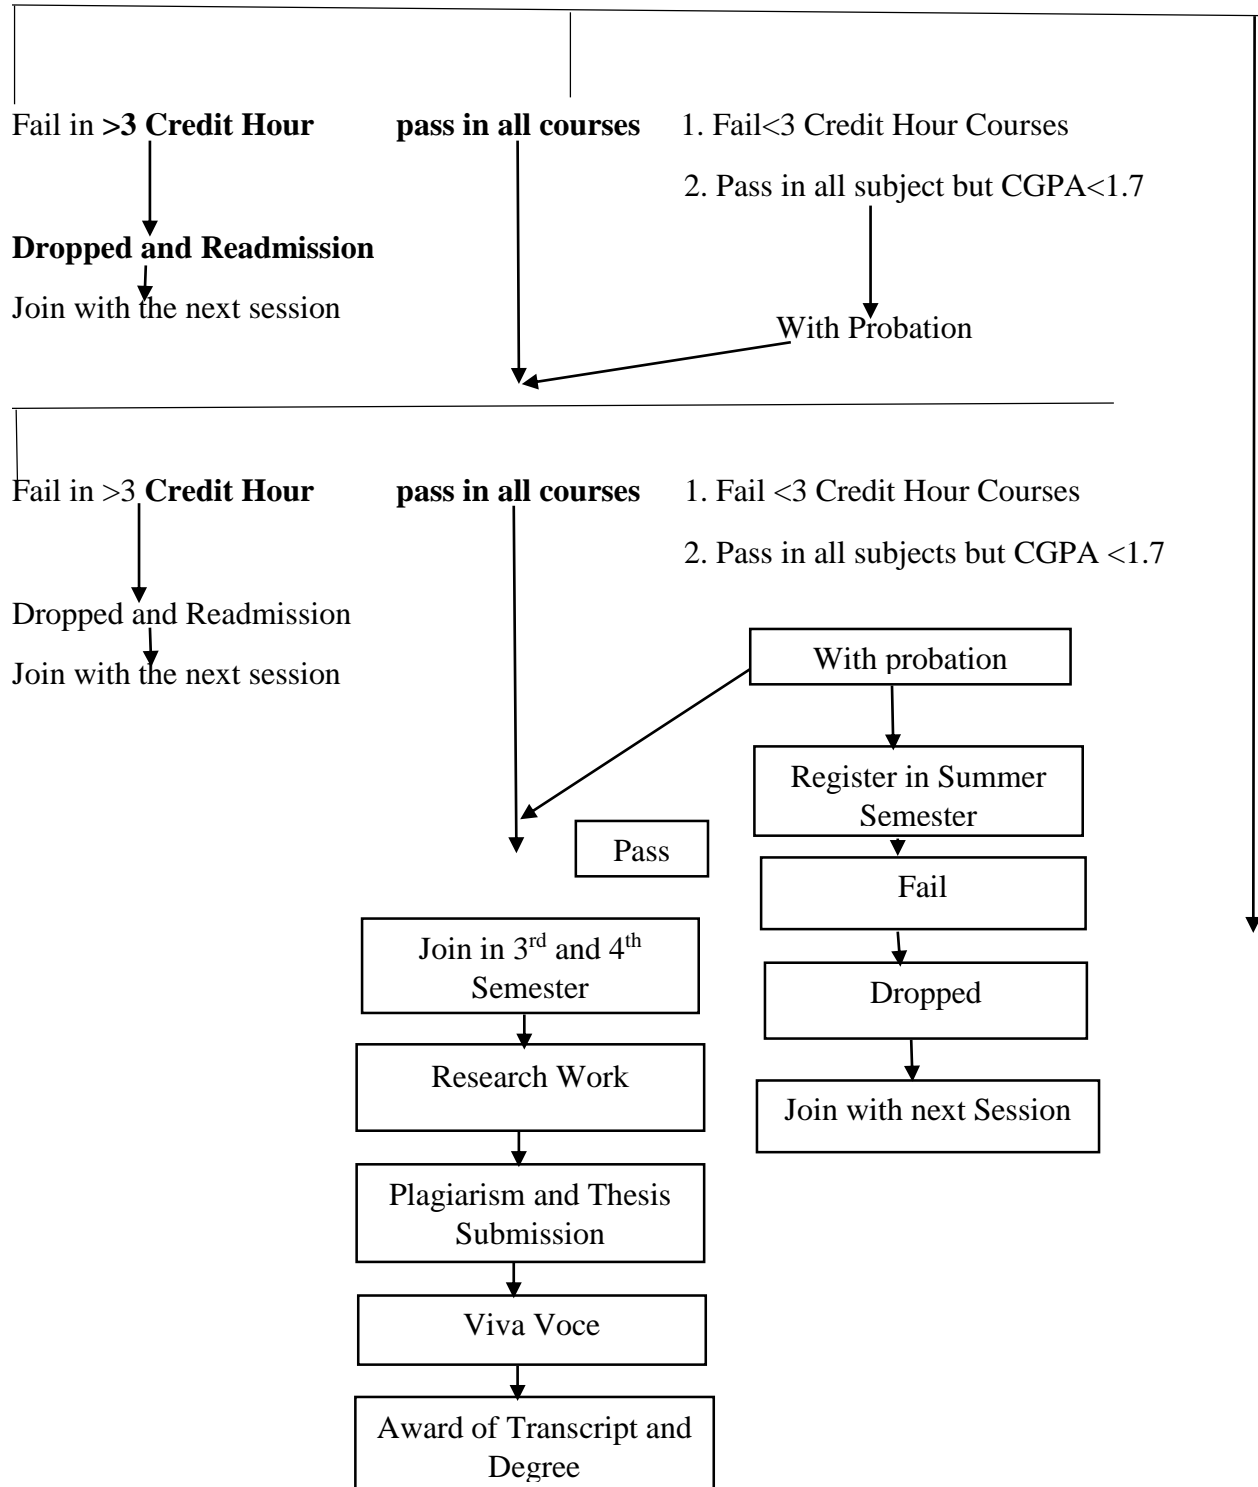 Fail in >3 Credit Hour pass in all courses 1. Fail<3 Credit Hour Courses
2. Pass in all subject but CGPA<1.7
Dropped and Readmission
Join with the next session
With Probation
Fail in >3 Credit Hour pass in all courses 1. Fail <3 Credit Hour Courses
2. Pass in all subjects but CGPA <1.7
Dropped and Readmission
Join with the next session
With probation
Register in Summer
Semester
Pass
Fail
Join in 3rd and 4th
Semester
Dropped
Research Work
Join with next Session
Plagiarism and Thesis
Submission
Viva Voce
Award of Transcript and
Degree